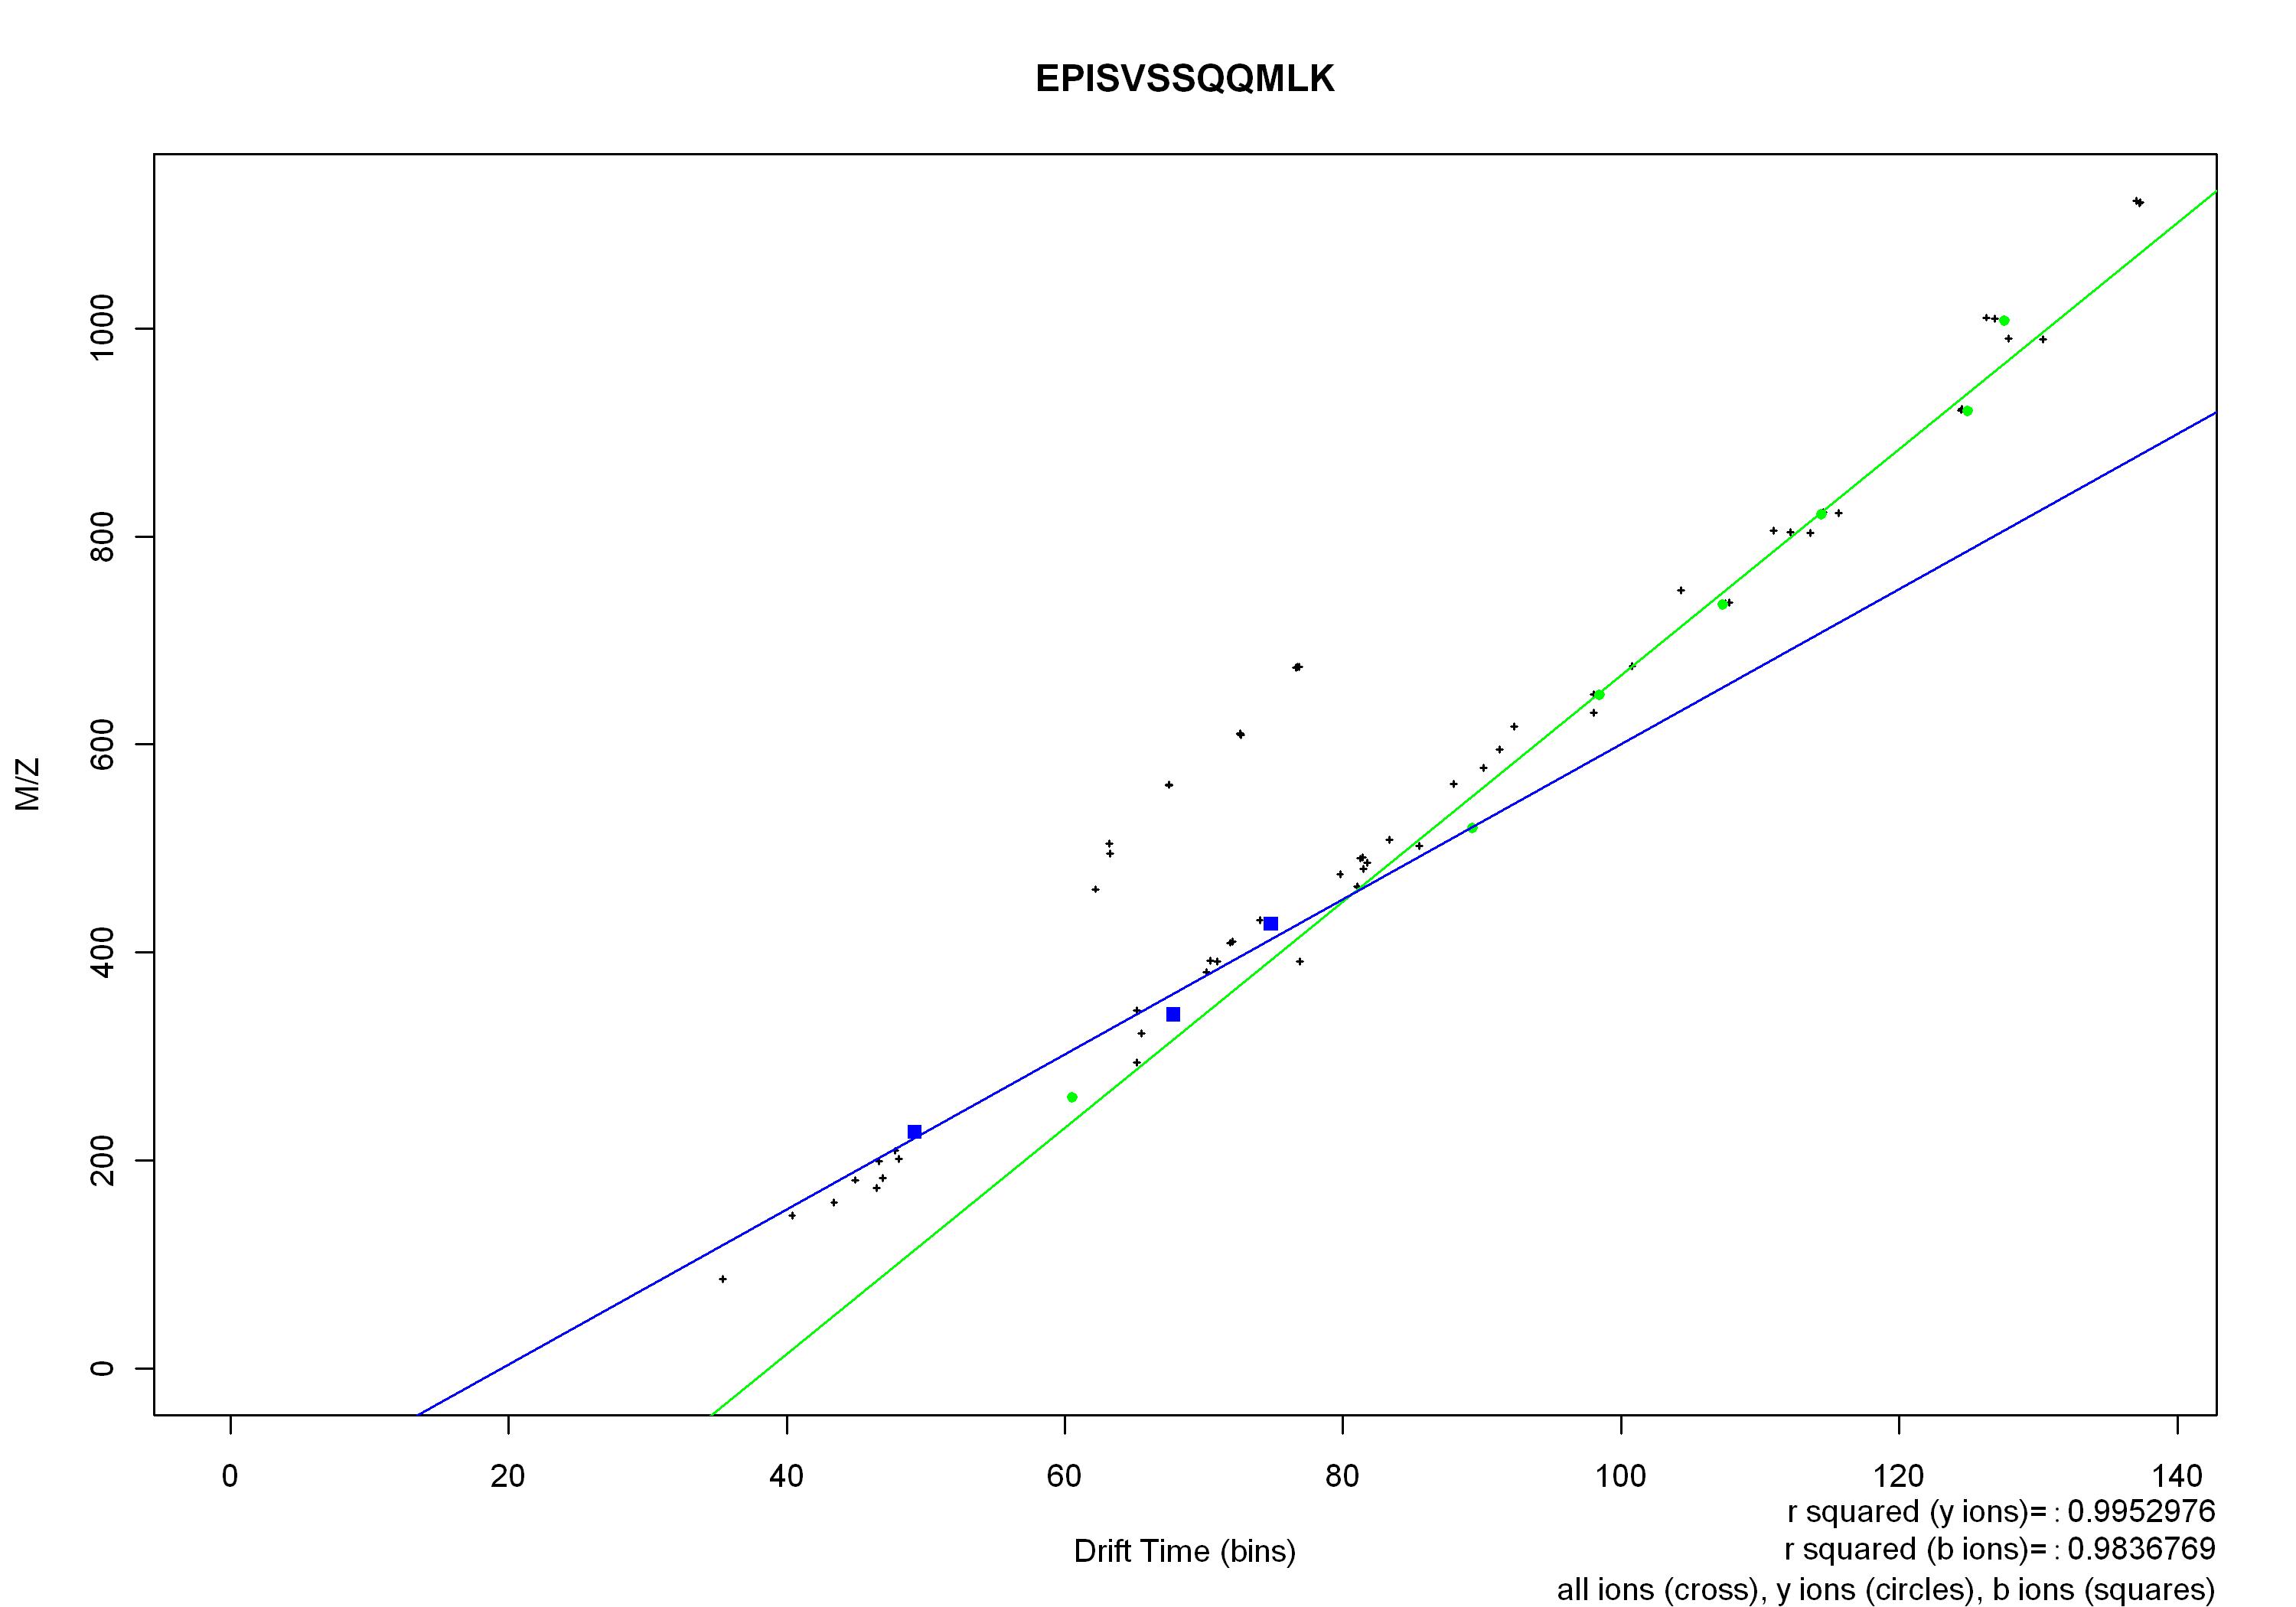 EPISVSSQQMLK
1000
800
600
400
200
0
M/Z
0 20 40 60 80 100 120 140
Drift Time (bins)
r squared (y ions)= : 0.9952976
r squared (b ions)= : 0.9836769
all ions (cross), y ions (circles), b ions (squares)